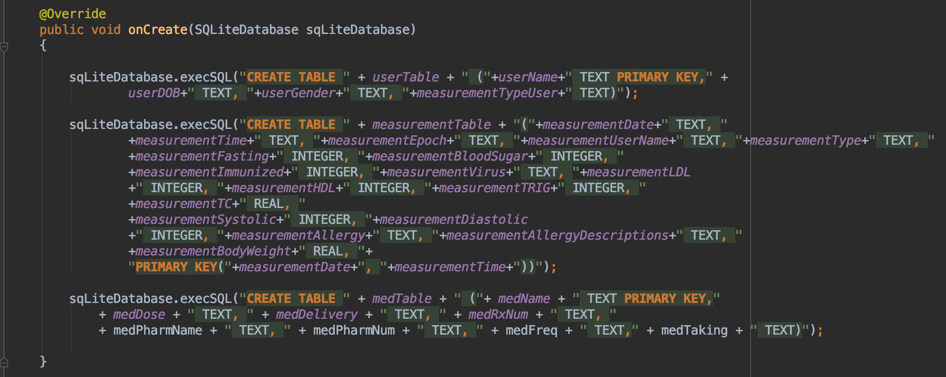 @Override
public void onCreate(SQLiteDatabase sqLiteDatabase)
{
sqLiteDatabase.execSQL("CREATE TABLE " + userTable + " ("+userName+" TEXT PRIMARY KEY," +
userDOB+" TEXT, "+userGender+" TEXT, "+measurementTypeUser+" TEXT)");
sqLiteDatabase.execSQL("CREATE TABLE " + measurementTable + "("+measurementDate+" TEXT, "
+measurementTime+" TEXT, "+measurementEpoch+" TEXT, "+measurementUserName+" TEXT, "+measurementType+" TEXT, "
+measurementFasting+" INTEGER, "+measurementBloodSugar+" INTEGER, "
+measurementImmunized+" INTEGER, "+measurementVirus+" TEXT, "+measurementLDL
+" INTEGER, "+measurementHDL+" INTEGER, "+measurementTRIG+" INTEGER, "
+measurementTC+" REAL, "
+measurementSystolic+" INTEGER, "+measurementDiastolic
+" INTEGER, "+measurementAllergy+" TEXT, "+measurementAllergyDescriptions+" TEXT, "
+measurementBodyWeight+" REAL, "+
"PRIMARY KEY("+measurementDate+", "+measurementTime+"))");
sqLiteDatabase.execSQL("CREATE TABLE " + medTable + " ("+ medName + " TEXT PRIMARY KEY,"
+ medDose + " TEXT, " + medDelivery + " TEXT, " + medRxNum + " TEXT, "
+ medPharmName + " TEXT, " + medPharmNum + " TEXT, " + medFreq + " TEXT," + medTaking + " TEXT)");
}